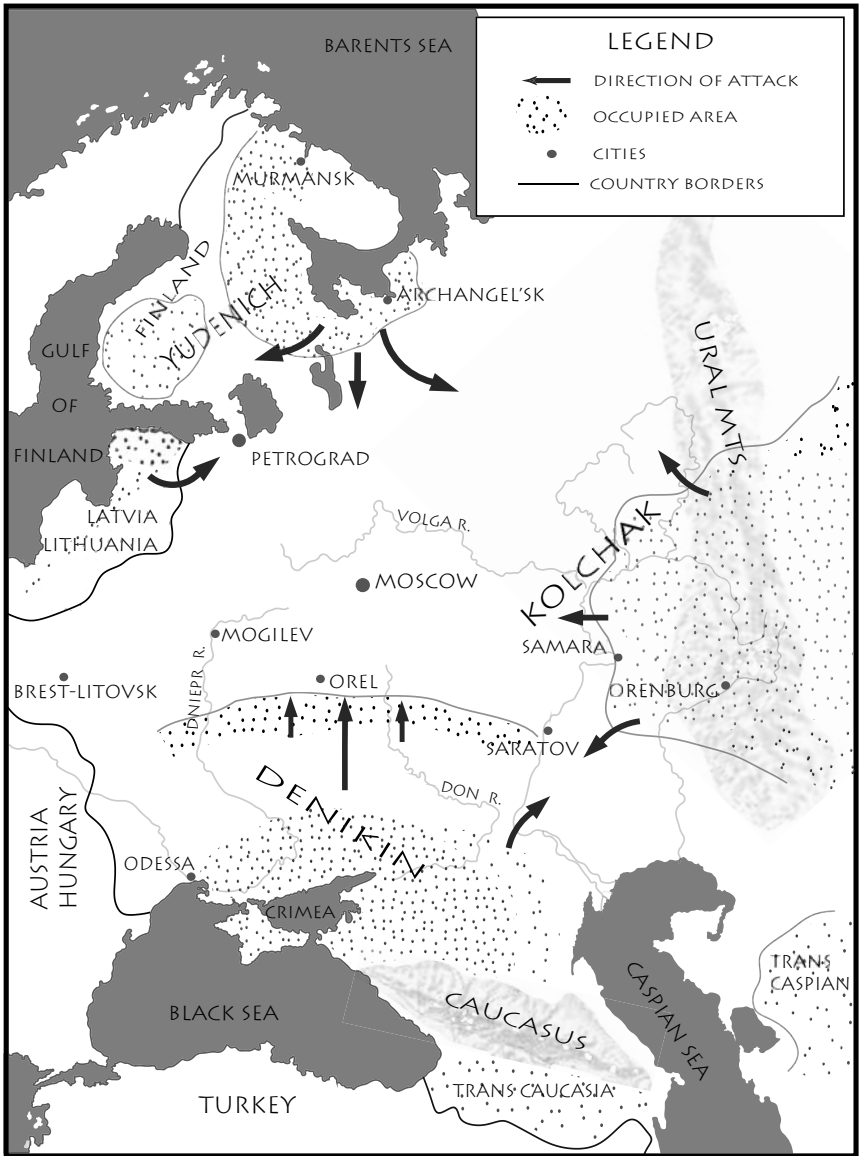 BARENTS SEA
LEGEND
DIRECTION OF ATTACK
OCCUPIED AREA
CITIES
COUNTRY BORDERS
MURMANSK
FINLAND
YUDENICH
ARCHANGEL'SK
URAL MTS
GULF
OF
FINLAND
PETROGRAD
LATVIA
LITHUANIA
VOLGA R.
KOLCHAK
MOSCOW
MOGILEV
SAMARA
DNIEPR R.
OREL
BREST-LITOVSK
ORENBURG
SARATOV
DENIKIN
DON R.
AUSTRIA
HUNGARY
ODESSA
CRIMEA
TRANS
CASPIAN
CASPIAN SEA
CAUCASUS
BLACK SEA
TRANS CAUCASIA
TURKEY